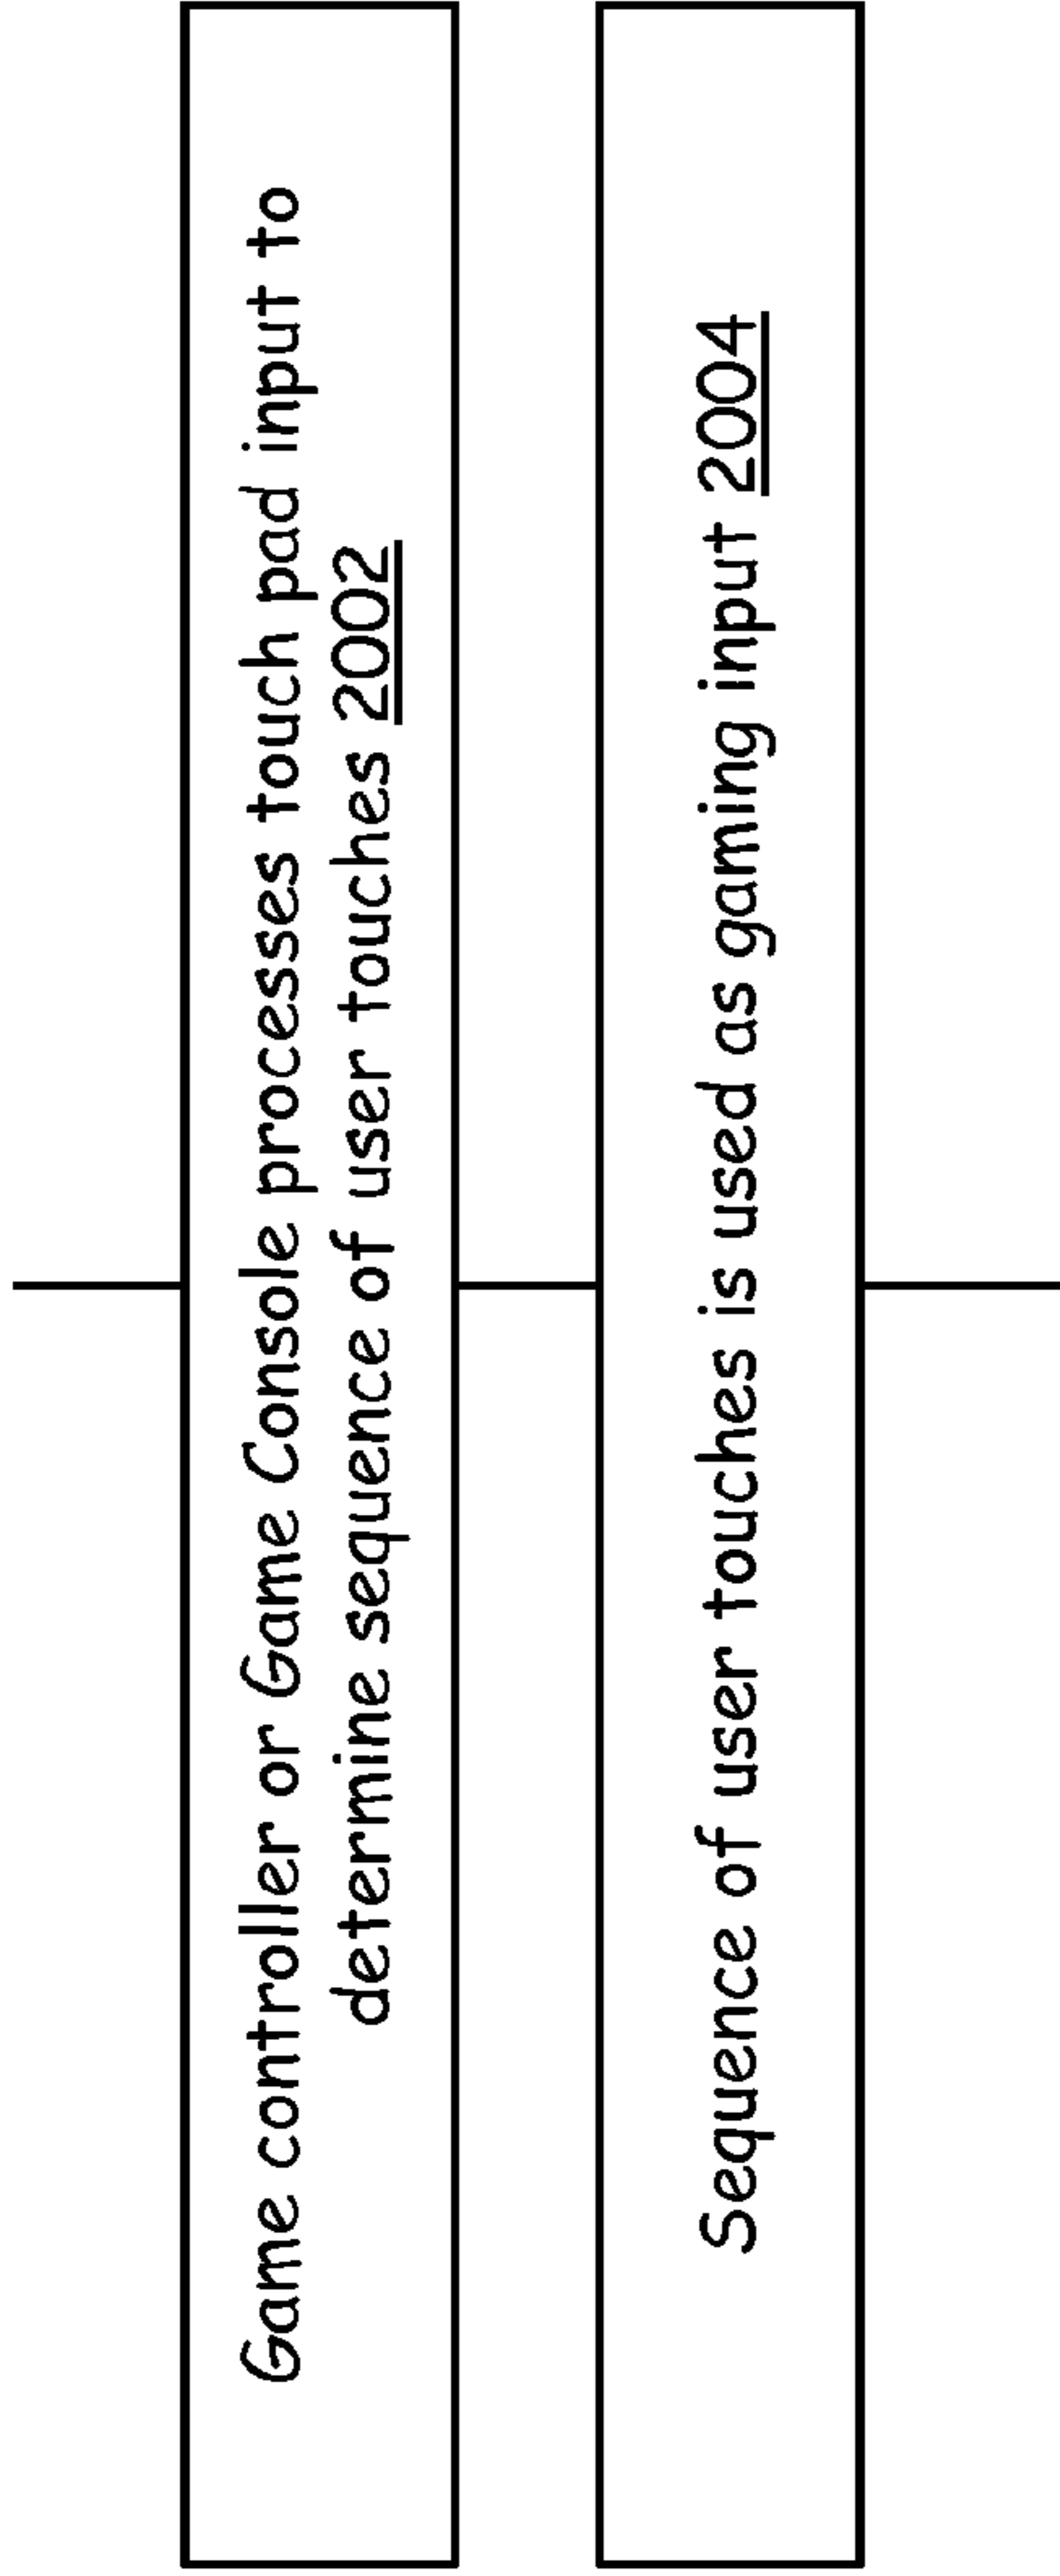 Game controller or Game Console processes touch pad input to
determine sequence of user touches 2002
Sequence of user touches is used as gaming input 2004